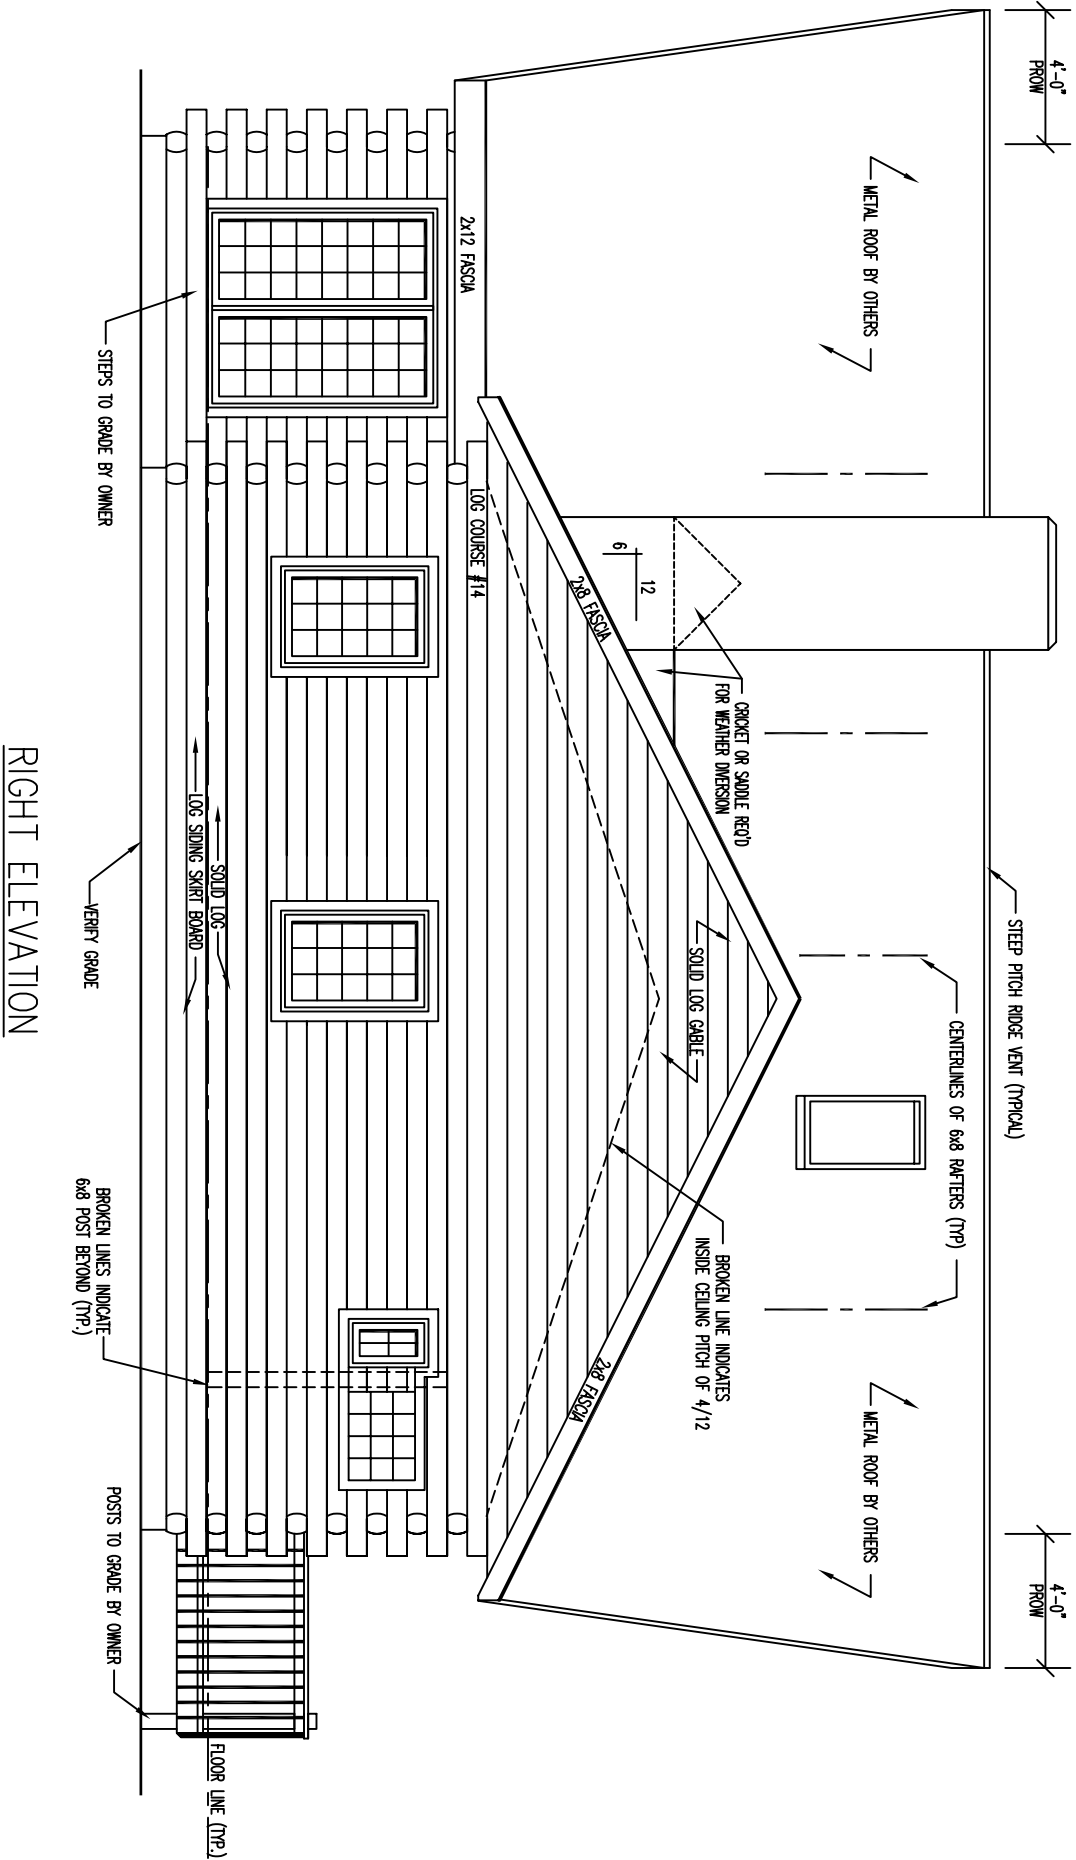 4'-0"
PROW
4'-0"
PROW
STEEP PITCH RIDGE VENT (TYPICAL)
CENTERLINES OF 6x8 RAFTERS (TYP)
METAL ROOF BY OTHERS
METAL ROOF BY OTHERS
CRICKET OR SADDLE REQ'D
FOR WEATHER DIVERSION
12
6
BROKEN LINE INDICATES
INSIDE CEILING PITCH OF 4/12
SOLID LOG GABLE
2x8 FASCIA
2x8 FASCIA
2x12 FASCIA
LOG COURSE #14
SOLID LOG
LOG SIDING SKIRT BOARD
FLOOR LINE (TYP.)
STEPS TO GRADE BY OWNER
VERIFY GRADE
BROKEN LINES INDICATE
6x8 POST BEYOND (TYP.)
POSTS TO GRADE BY OWNER
RIGHT ELEVATION